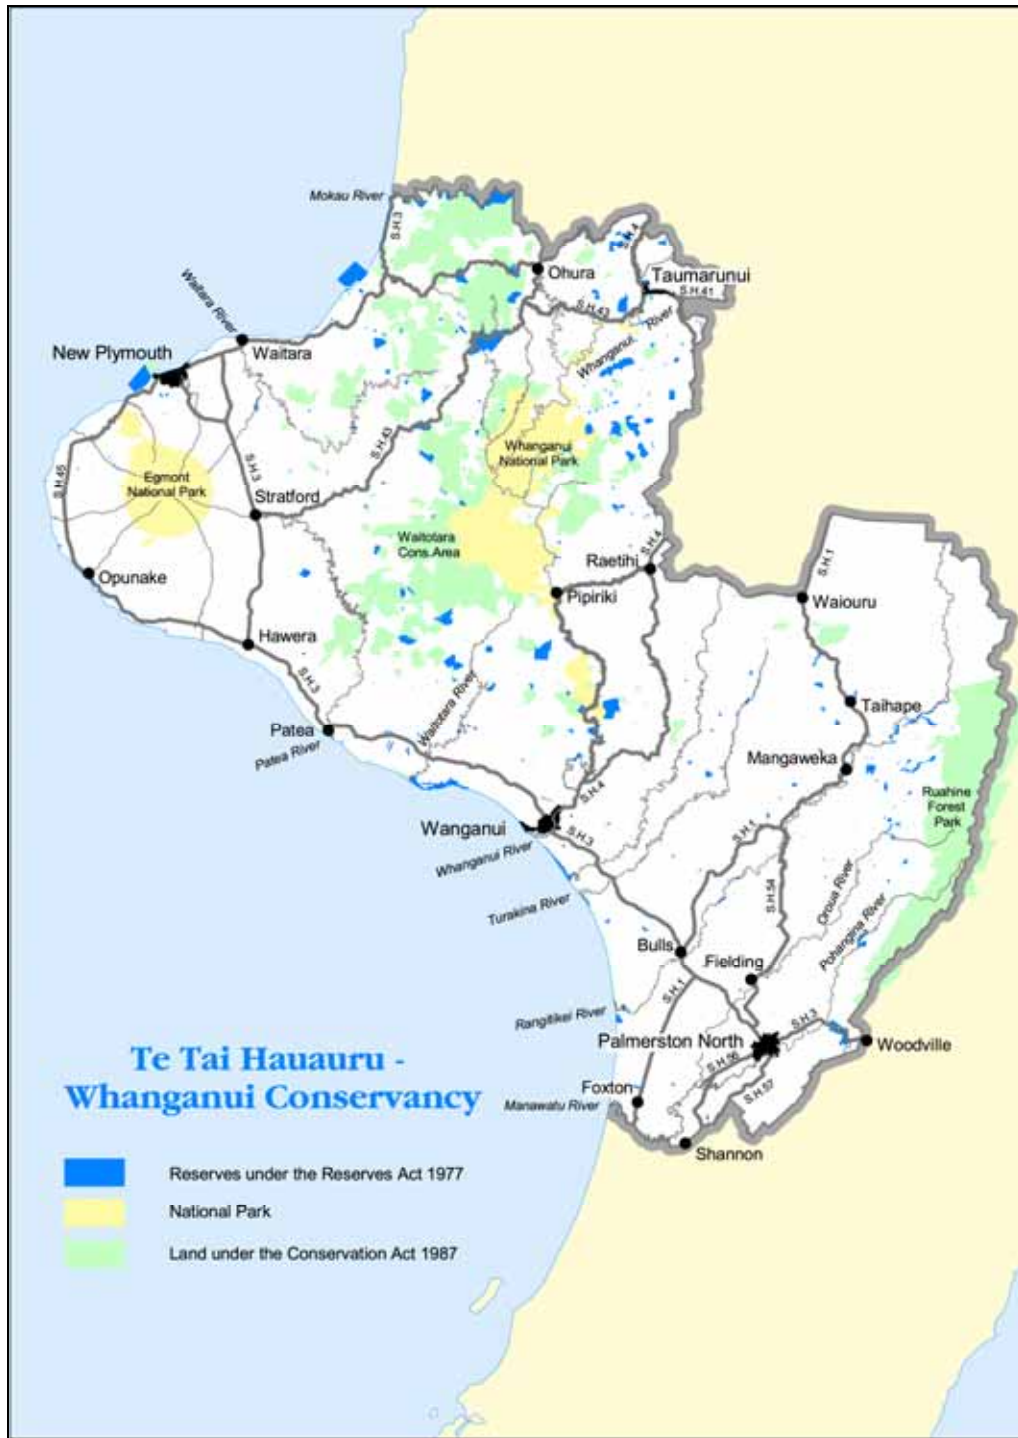 Mokau River
S.H.3
S.H.4
Ohura
Taumarunui
S.H.41
S.H.43
Whanganui River
Waitara River
Waitara
New Plymouth
Whanganui
National Park
S.H.43
S.H.45
Egmont
National Park
S.H.3
Stratford
Waitotara
Cons.Area
S.H.4
Raetihi
S.H.1
Opunake
Pipiriki
Waiouru
Hawera
S.H.3
Waitotara River
Taihape
Patea
Patea River
Mangaweka
S.H.4
Ruahine
Forest
Park
Wanganui
S.H.3
S.H.1
Whanganui River
S.H.54
Oroua River
Turakina River
Pohangina River
Bulls
Fielding
S.H.1
Rangitikei River
S.H.3
Palmerston North
Woodville
S.H.56
S.H.57
Foxton
Manawatu River
Shannon
Te Tai Hauauru -
Whanganui Conservancy
Reserves under the Reserves Act 1977
National Park
Land under the Conservation Act 1987